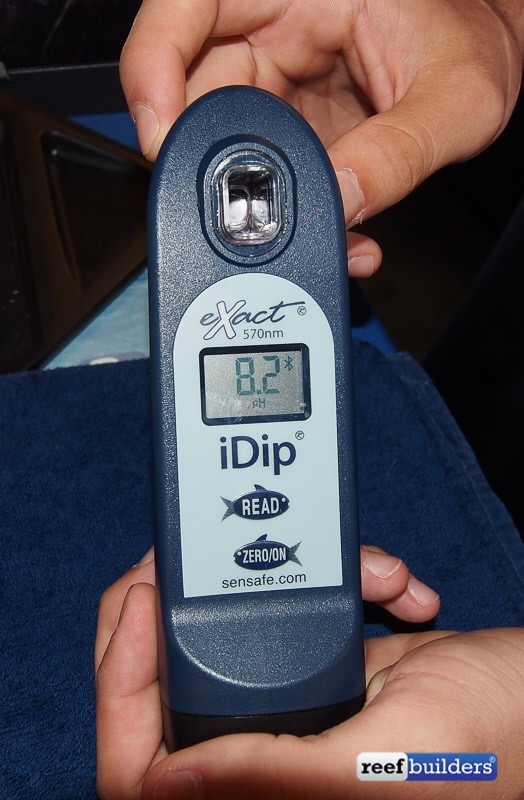 eXact®
570nm
8.2
pH
iDip®
READ
ZERO/ON
sensafe.com
reefbuilders®